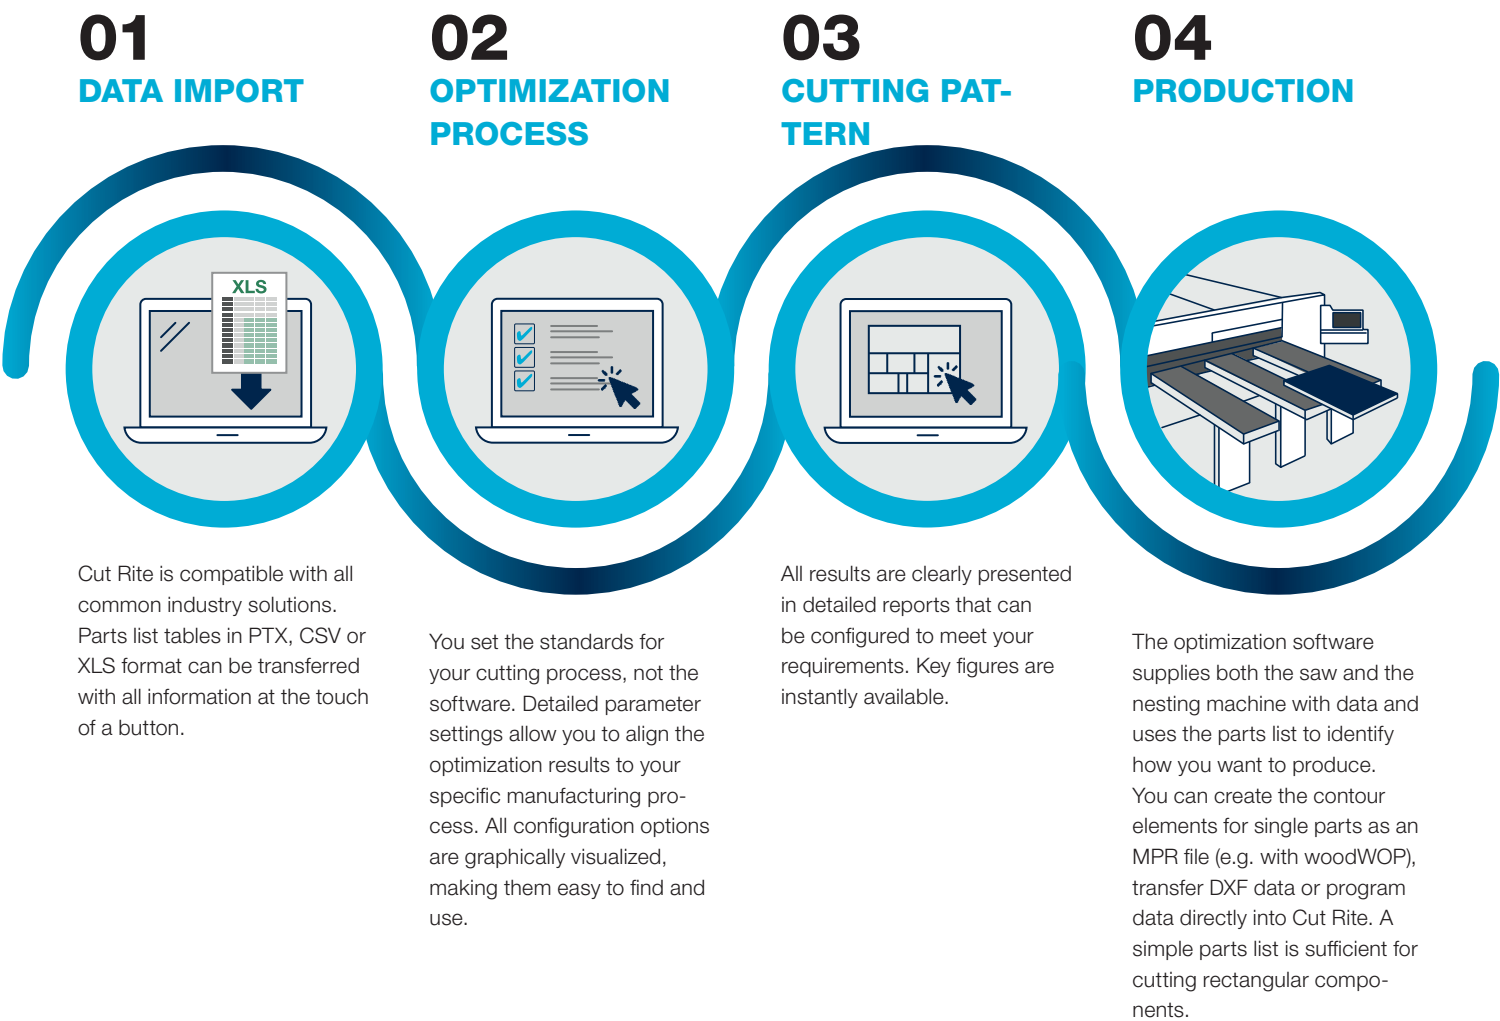 01
DATA IMPORT
XLS
Cut Rite is compatible with all
common industry solutions.
Parts list tables in PTX, CSV or
XLS format can be transferred
with all information at the touch
of a button.
02
OPTIMIZATION
PROCESS
You set the standards for
your cutting process, not the
software. Detailed parameter
settings allow you to align the
optimization results to your
specific manufacturing pro-
cess. All configuration options
are graphically visualized,
making them easy to find and
use.
03
CUTTING PAT-
TERN
All results are clearly presented
in detailed reports that can
be configured to meet your
requirements. Key figures are
instantly available.
04
PRODUCTION
The optimization software
supplies both the saw and the
nesting machine with data and
uses the parts list to identify
how you want to produce.
You can create the contour
elements for single parts as an
MPR file (e.g. with woodWOP),
transfer DXF data or program
data directly into Cut Rite. A
simple parts list is sufficient for
cutting rectangular compo-
nents.